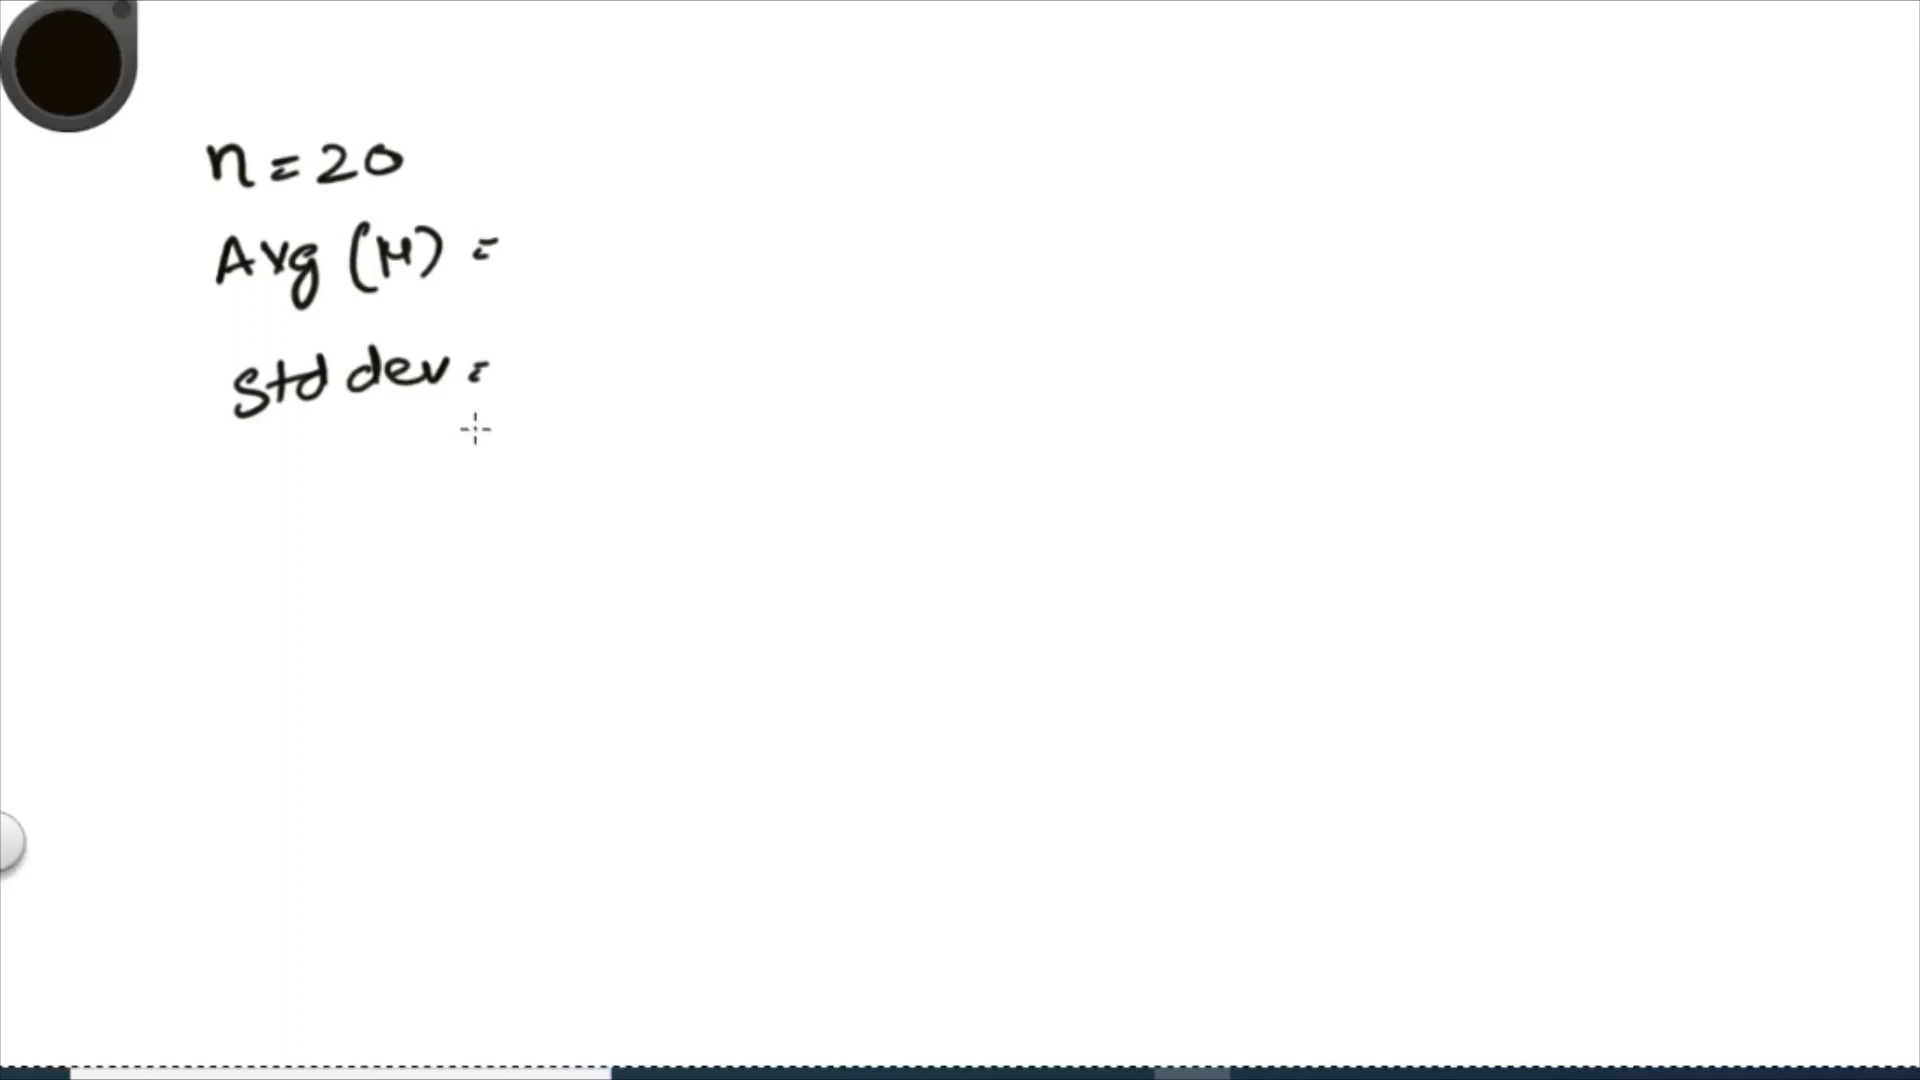 n = 20
Avg (μ) =
Std dev =